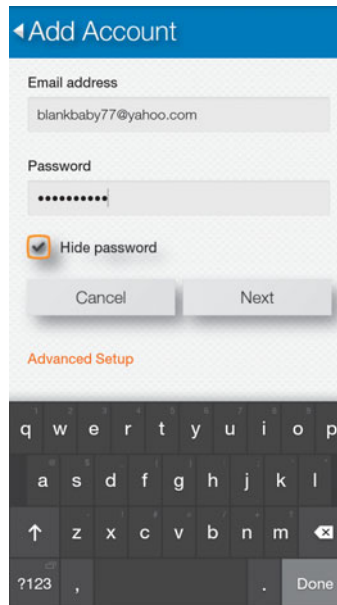 Add Account
Email address
blankbaby77@yahoo.com
Password
••••••••••
Hide password
Cancel Next
Advanced Setup
q w e r t y u i o p
a s d f g h j k l
z x c v b n m
?123 , . Done